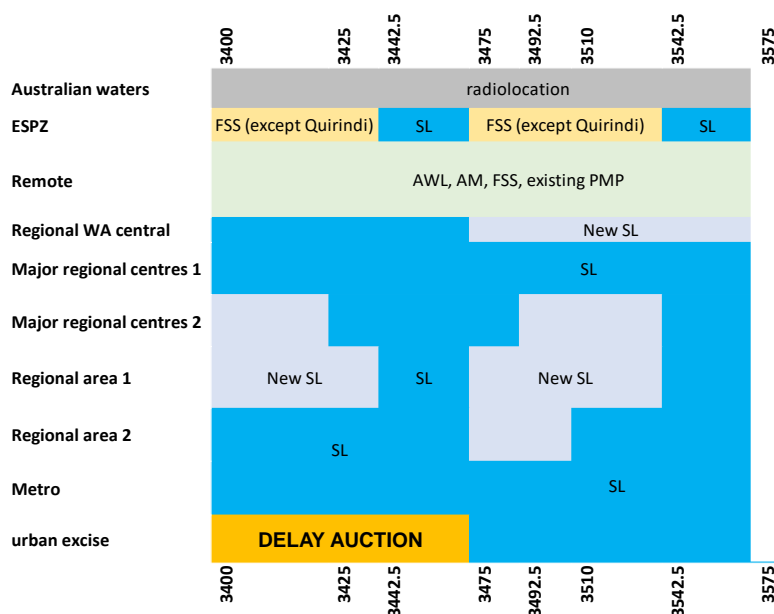 3400 3425 3442.5 3475 3492.5 3510 3542.5 3575
Australian waters radiolocation
ESPZ FSS (except Quirindi) SL FSS (except Quirindi) SL
Remote AWL, AM, FSS, existing PMP
Regional WA central New SL
Major regional centres 1 SL
Major regional centres 2
Regional area 1 New SL SL New SL
Regional area 2 SL
Metro SL
urban excise DELAY AUCTION
3400 3425 3442.5 3475 3492.5 3510 3542.5 3575